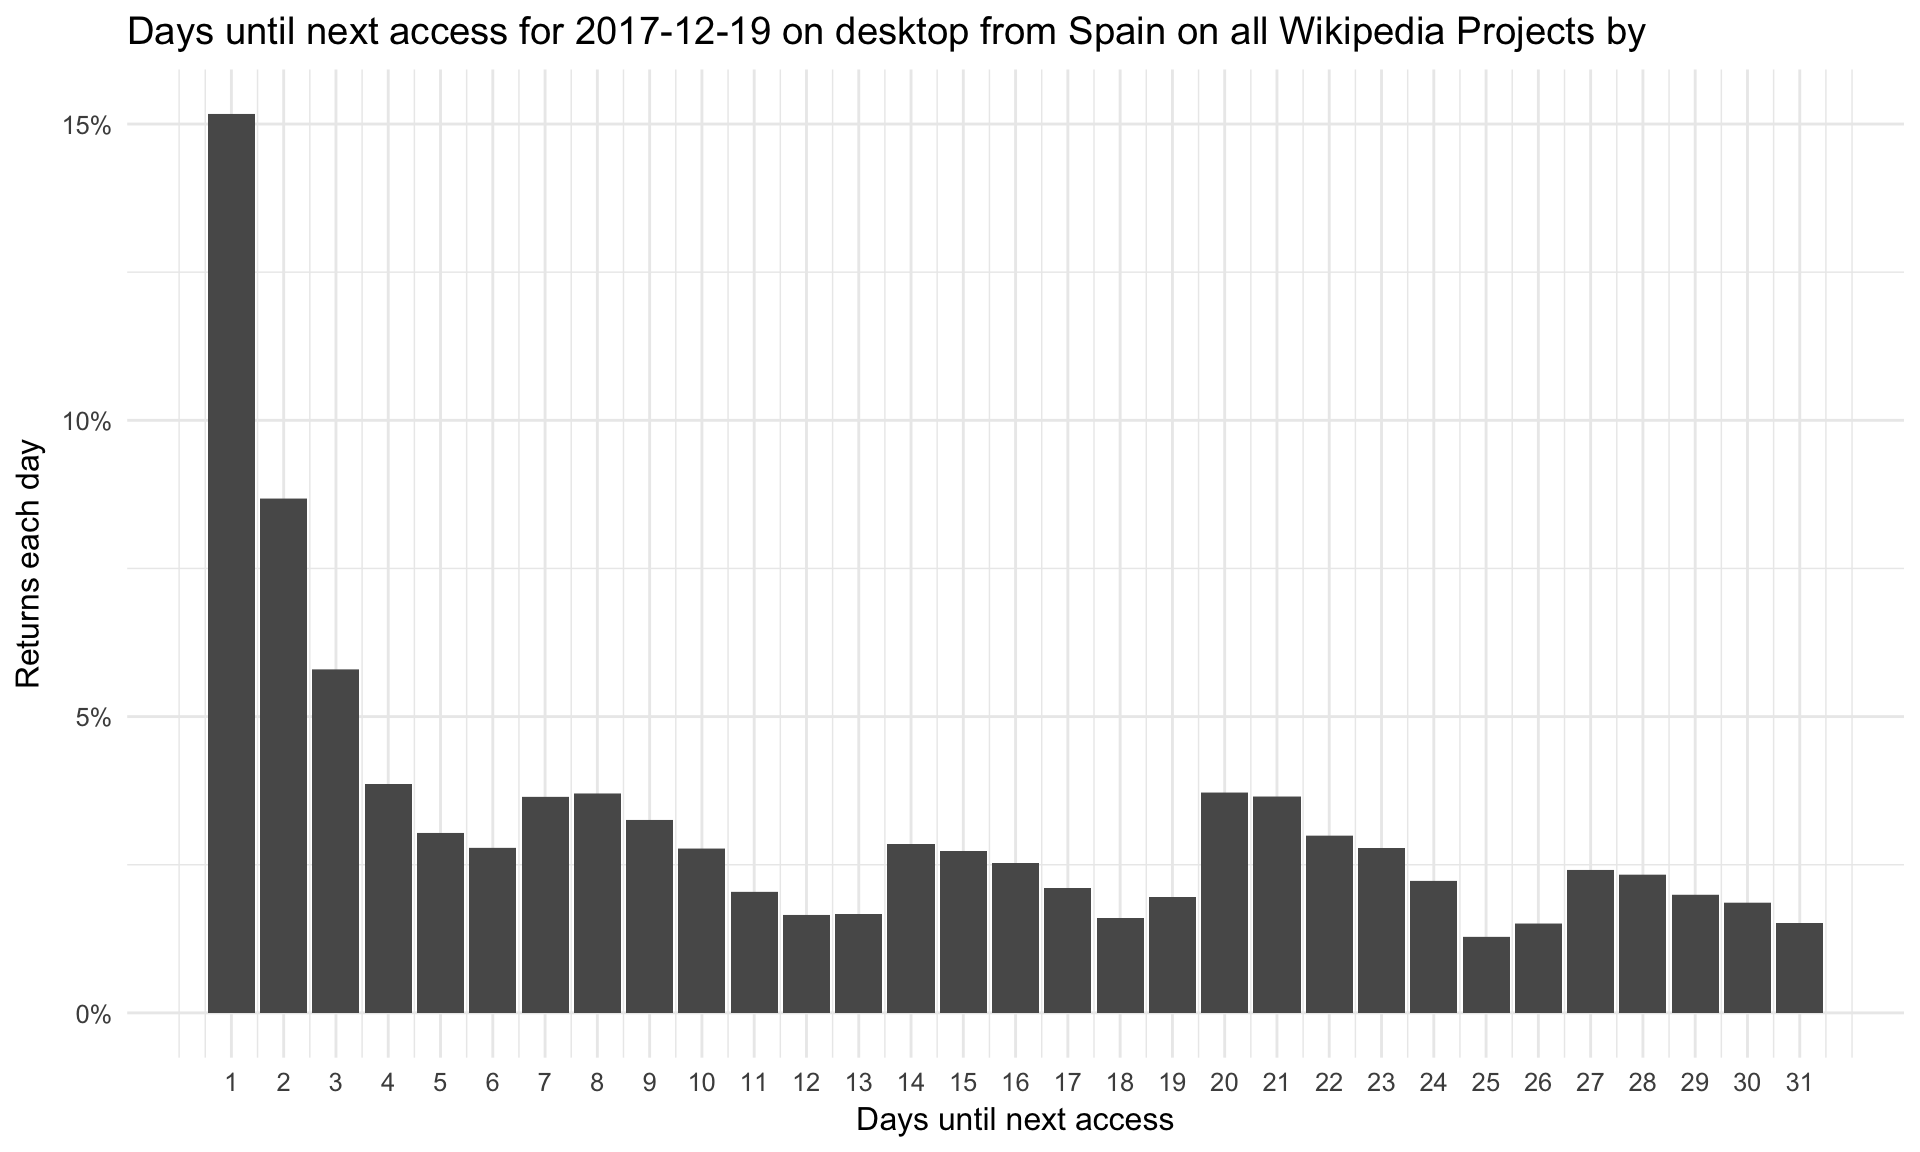 Days until next access for 2017-12-19 on desktop from Spain on all Wikipedia Projects by
15%
10%
5%
0%
Returns each day
1 2 3 4 5 6 7 8 9 10 11 12 13 14 15 16 17 18 19 20 21 22 23 24 25 26 27 28 29 30 31
Days until next access